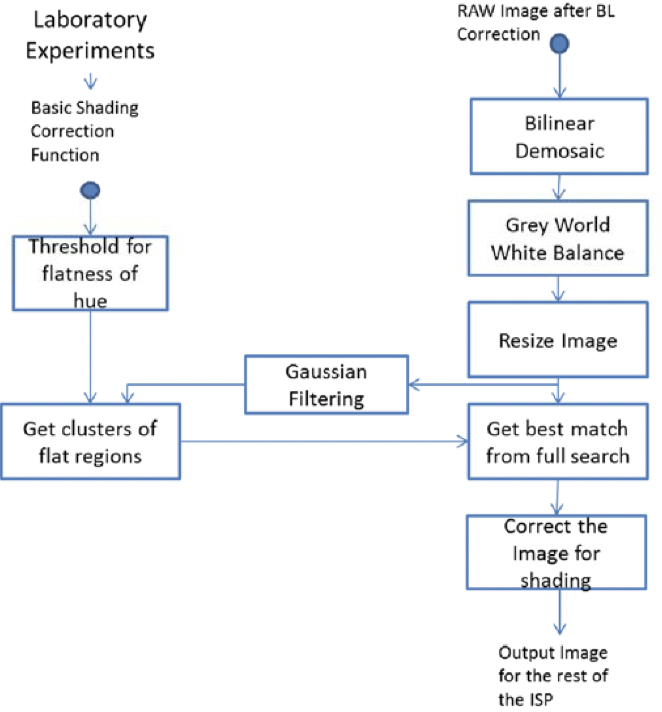 Laboratory
Experiments
Basic Shading
Correction
Function
Threshold for
flatness of
hue
Get clusters of
flat regions
Gaussian
Filtering
RAW Image after BL
Correction
Bilinear
Demosaic
Grey World
White Balance
Resize Image
Get best match
from full search
Correct the
Image for
shading
Output Image
for the rest of
the ISP